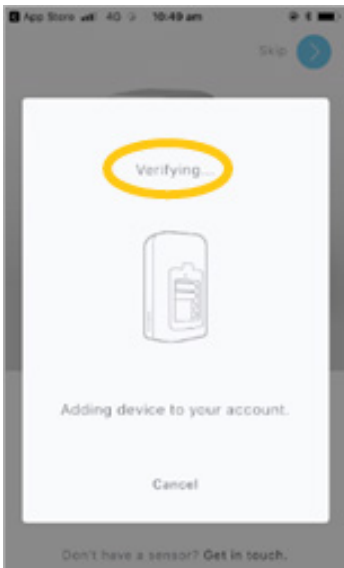 App Store 4G 10:49 am
Skip
Verifying...
Adding device to your account.
Cancel
Don't have a sensor? Get in touch.